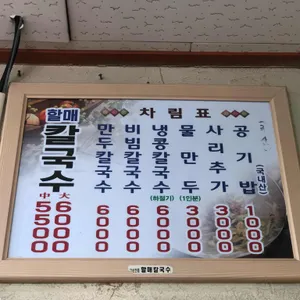 차림표
할매
칼국수
中 5500
大 6000
만두칼국수 6000
비빔칼국수 6000
냉콩칼국수 (하절기) 6000
물만두 (1인분) 3000
사리추가 3000
공기밥 (국내산) 1000
할매칼국수